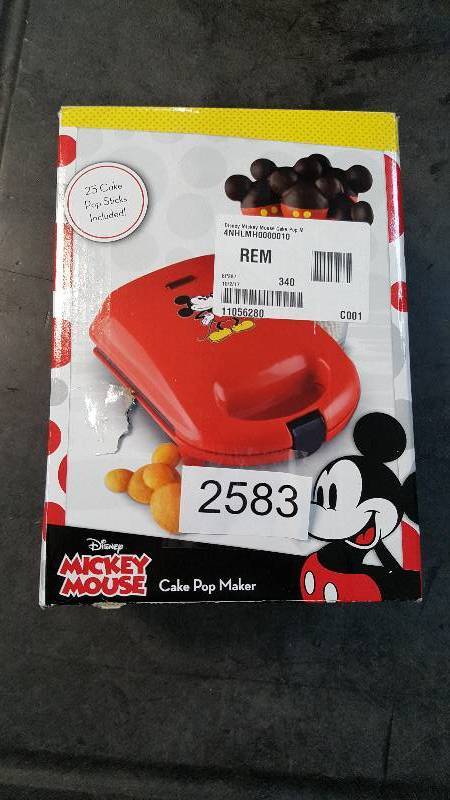 25 Cake
Pop Sticks
Included!
Disney Mickey Mouse Cake Pop M
4NHLMH0000010
REM
340
11056280
C001
2583
Disney
MICKEY
MOUSE
Cake Pop Maker